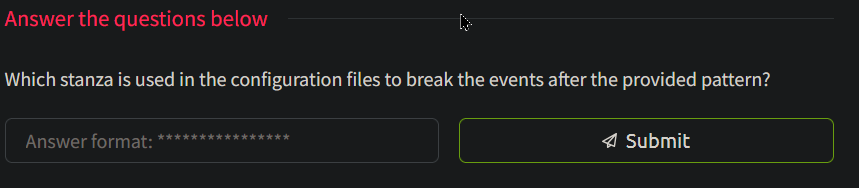 Answer the questions below
Which stanza is used in the configuration files to break the events after the provided pattern?
Answer format: ****************
Submit